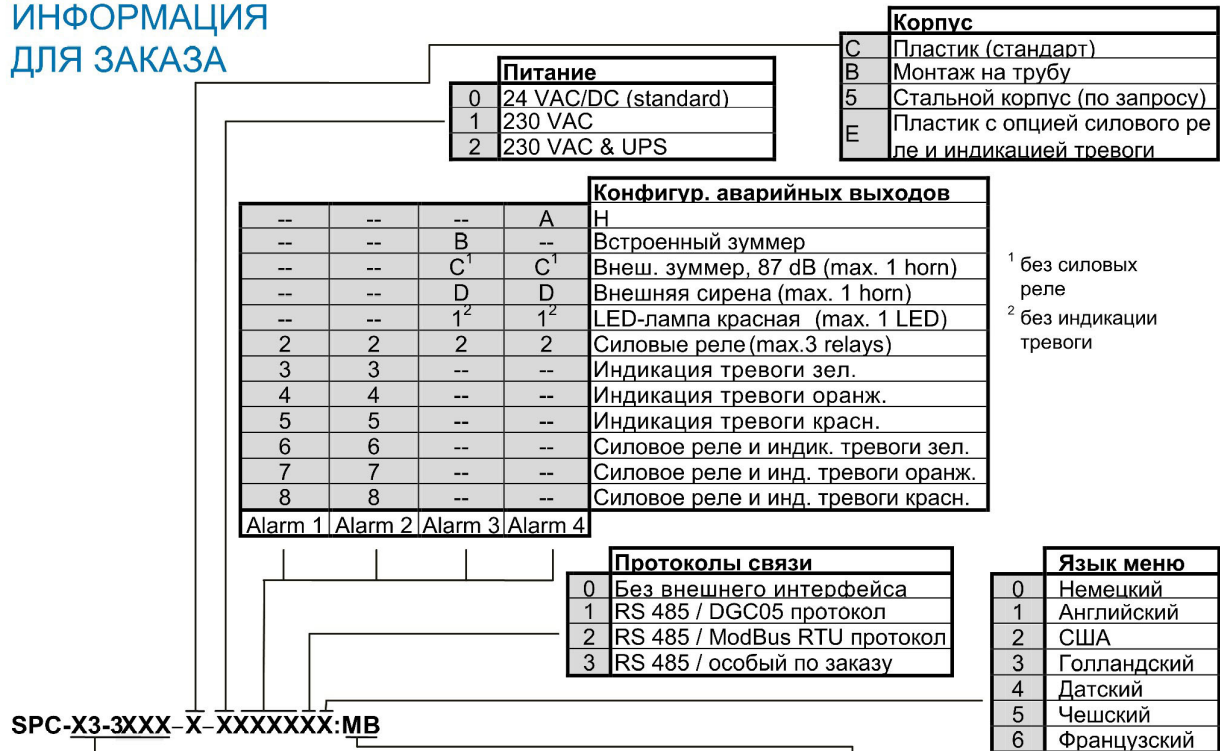 ИНФОРМАЦИЯ
ДЛЯ ЗАКАЗА
Корпус
C Пластик (стандарт)
B Монтаж на трубу
5 Стальной корпус (по запросу)
E Пластик с опцией силового ре
ле и индикацией тревоги
Питание
0 24 VAC/DC (standard)
1 230 VAC
2 230 VAC & UPS
Конфигур. аварийных выходов
-- -- -- A Н
-- -- B -- Встроенный зуммер
-- -- C¹ C¹ Внеш. зуммер, 87 dB (max. 1 horn)
-- -- D D Внешняя сирена (max. 1 horn)
-- -- 1² 1² LED-лампа красная (max. 1 LED)
2 2 2 2 Силовые реле (max.3 relays)
3 3 -- -- Индикация тревоги зел.
4 4 -- -- Индикация тревоги оранж.
5 5 -- -- Индикация тревоги красн.
6 6 -- -- Силовое реле и индик. тревоги зел.
7 7 -- -- Силовое реле и инд. тревоги оранж.
8 8 -- -- Силовое реле и инд. тревоги красн.
Alarm 1 Alarm 2 Alarm 3 Alarm 4
¹ без силовых
реле
² без индикации
тревоги
Протоколы связи
0 Без внешнего интерфейса
1 RS 485 / DGC05 протокол
2 RS 485 / ModBus RTU протокол
3 RS 485 / особый по заказу
Язык меню
0 Немецкий
1 Английский
2 США
3 Голландский
4 Датский
5 Чешский
6 Французский
SPC-X3-3XXX–X–XXXXXXX:MB